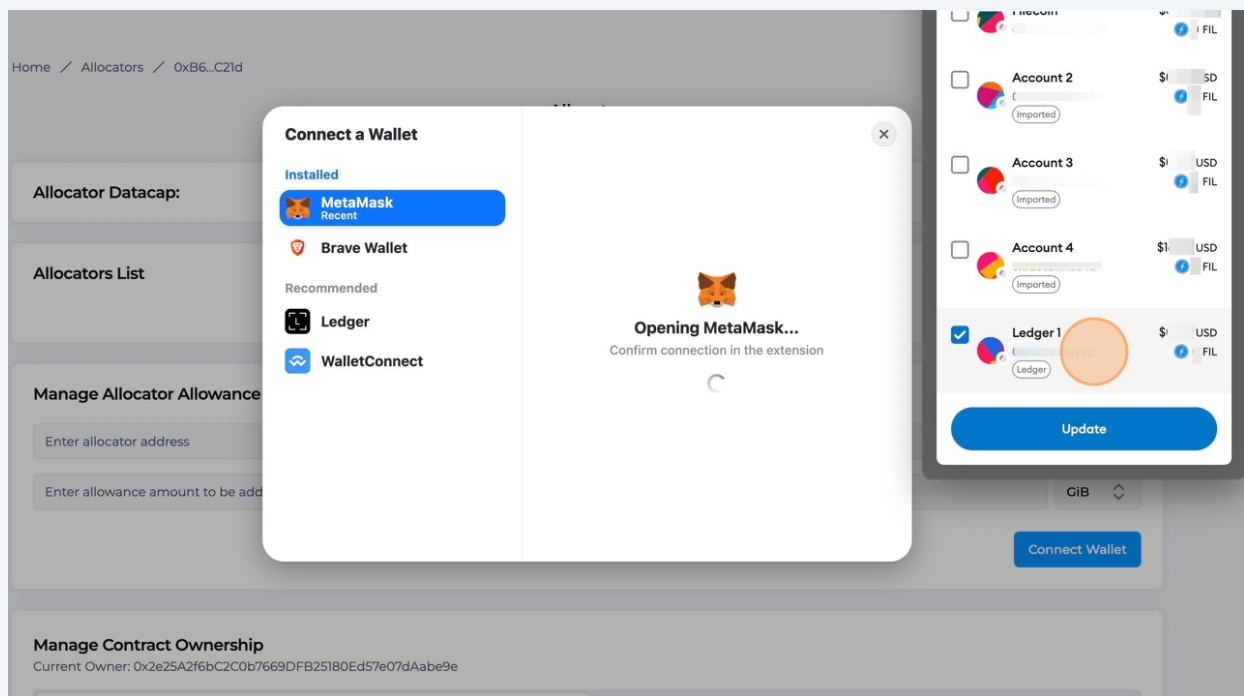 Home / Allocators / 0xB6...C21d
Allocator Datacap:
Allocators List
Manage Allocator Allowance
Enter allocator address
Enter allowance amount to be add
GiB
Connect Wallet
Manage Contract Ownership
Current Owner: 0x2e25A2f6bC2C0b7669DFB25180Ed57e07dAabe9e
Connect a Wallet
Installed
MetaMask
Recent
Brave Wallet
Recommended
Ledger
WalletConnect
Opening MetaMask...
Confirm connection in the extension
Filecoin
FIL
Account 2
FIL
Imported
Account 3
USD
FIL
Imported
Account 4
USD
FIL
Imported
Ledger 1
USD
FIL
Ledger
Update